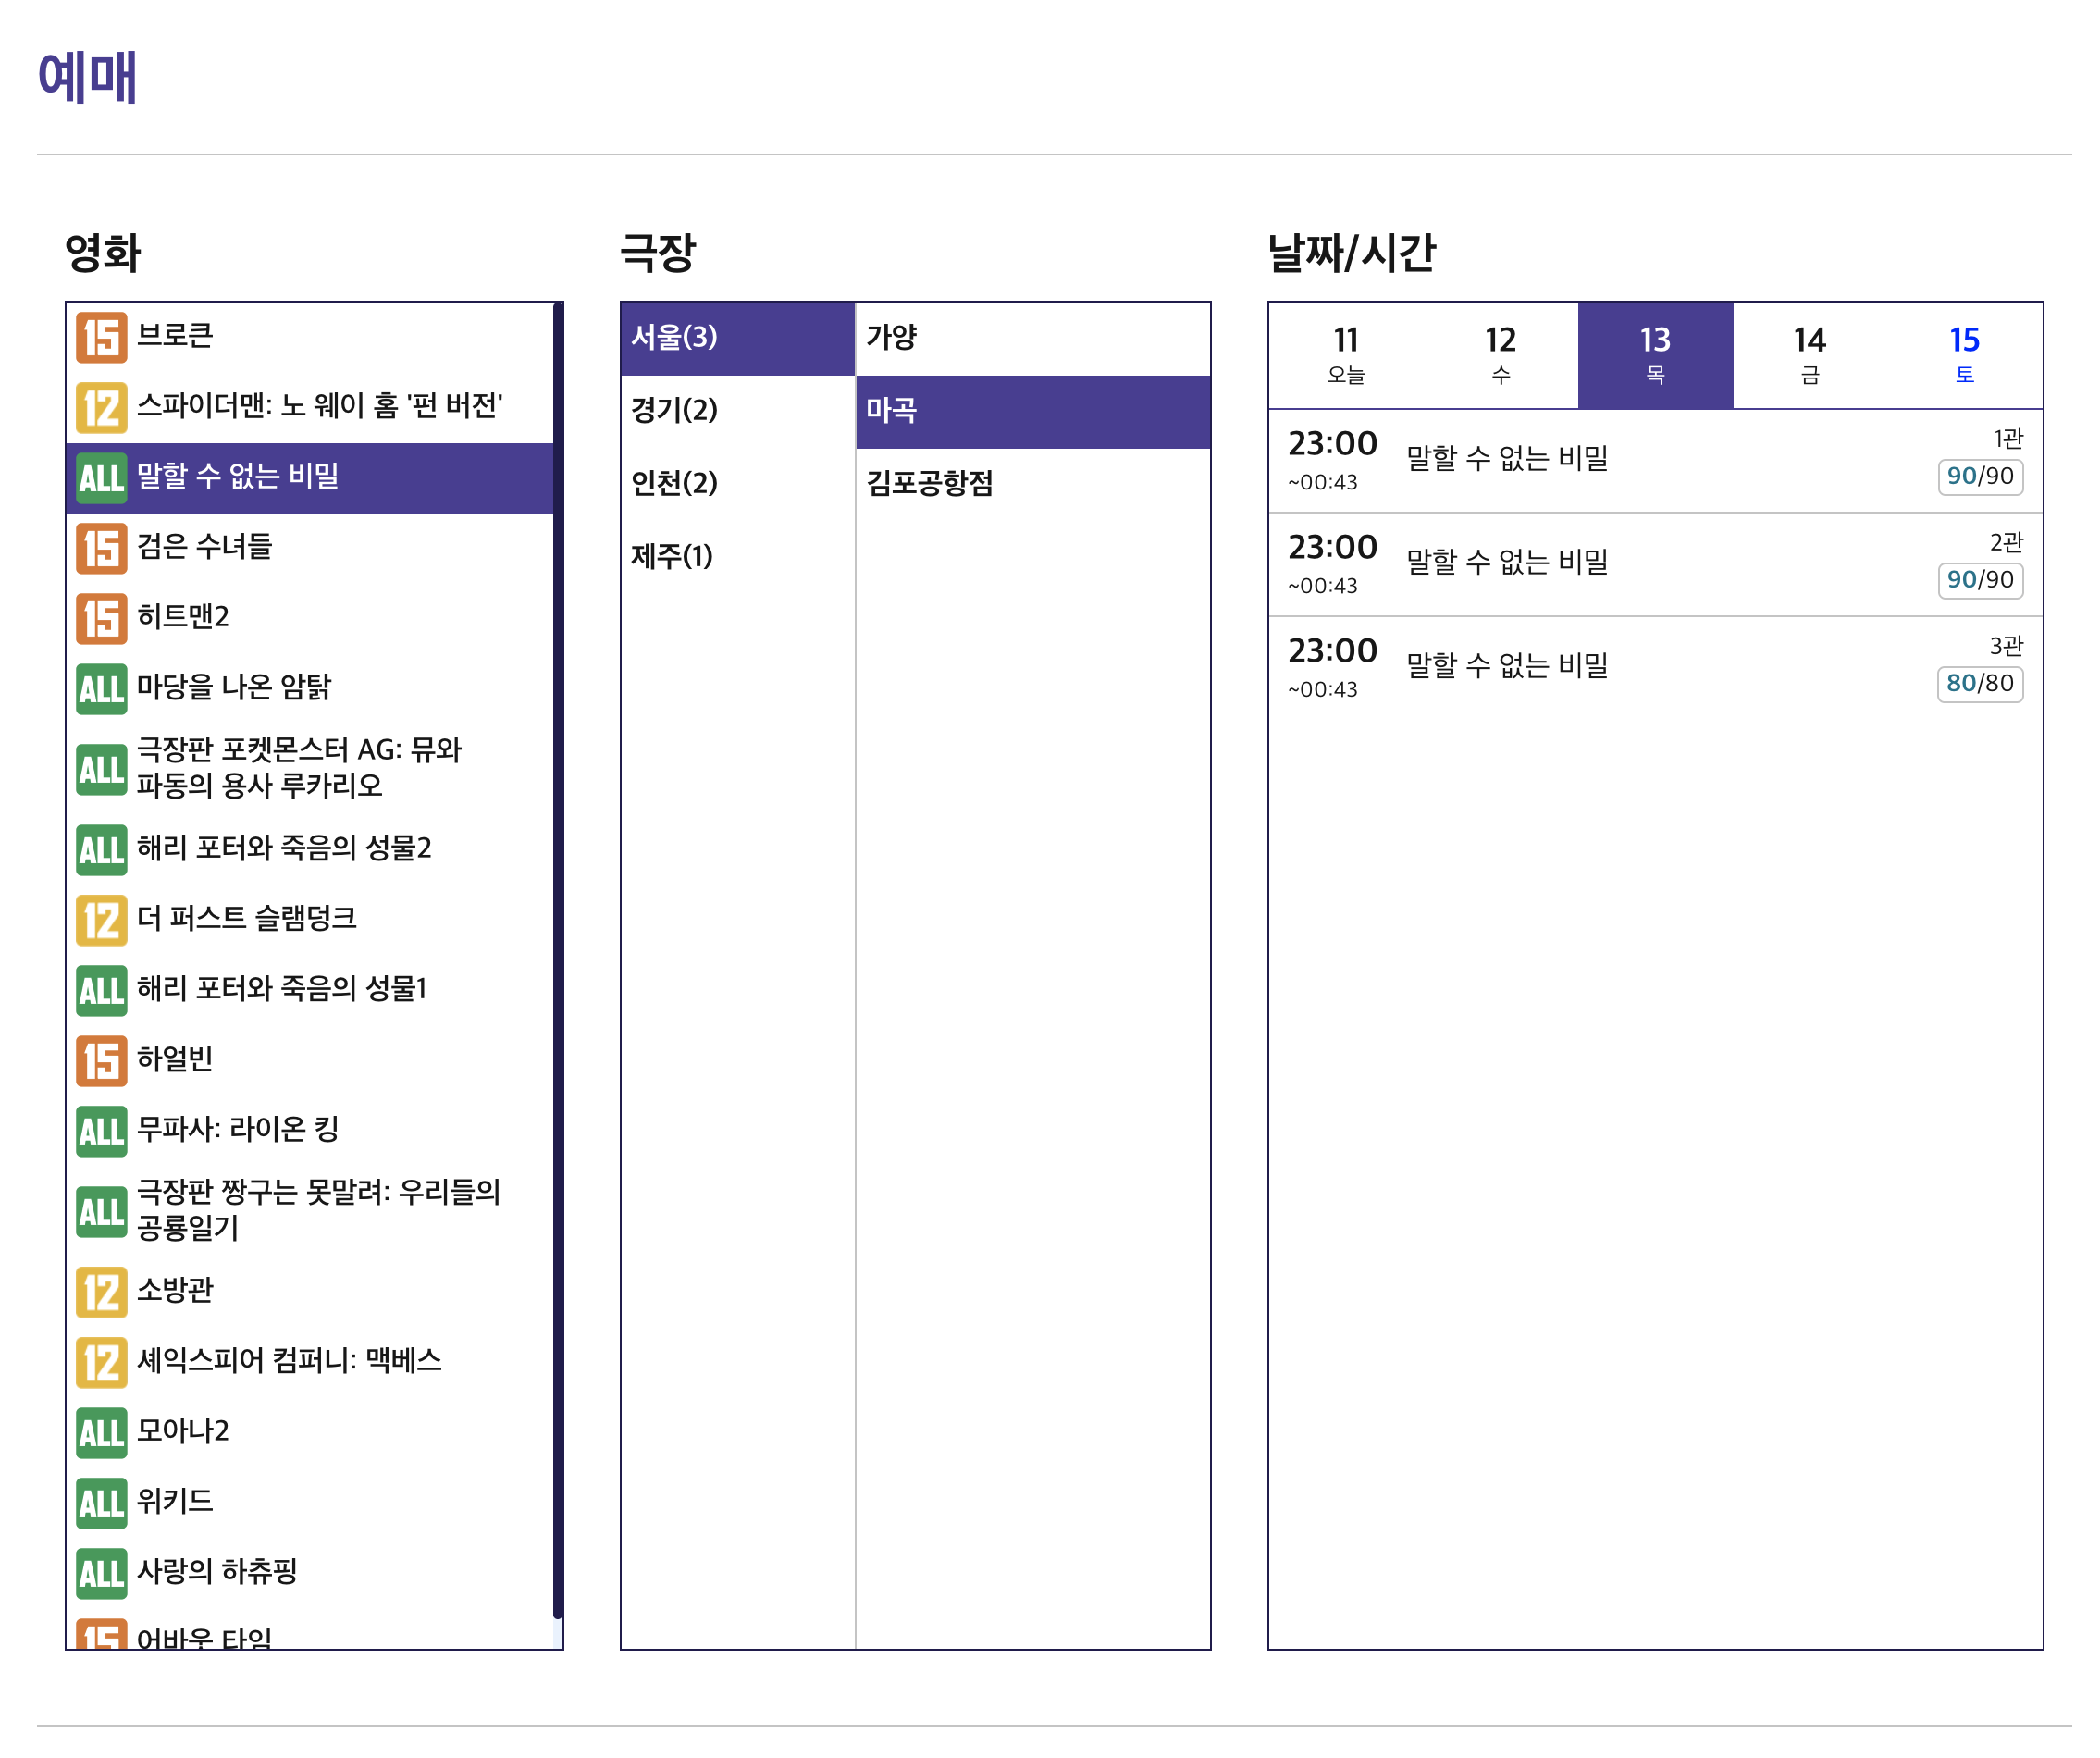 예매
영화
15 브로큰
12 스파이더맨: 노 웨이 홈 '펀 버전'
ALL 말할 수 없는 비밀
15 검은 수녀들
15 히트맨2
ALL 마당을 나온 암탉
ALL 극장판 포켓몬스터 AG: 뮤와
파동의 용사 루카리오
ALL 해리 포터와 죽음의 성물2
12 더 퍼스트 슬램덩크
ALL 해리 포터와 죽음의 성물1
15 하얼빈
ALL 무파사: 라이온 킹
ALL 극장판 짱구는 못말려: 우리들의
공룡일기
12 소방관
12 셰익스피어 컴퍼니: 맥베스
ALL 모아나2
ALL 위키드
ALL 사랑의 하츄핑
15 어바웃 타임
극장
서울(3)
경기(2)
인천(2)
제주(1)
가양
마곡
김포공항점
날짜/시간
11 12 13 14 15
오늘 수 목 금 토
23:00 말할 수 없는 비밀 1관
~00:43 90/90
23:00 말할 수 없는 비밀 2관
~00:43 90/90
23:00 말할 수 없는 비밀 3관
~00:43 80/80